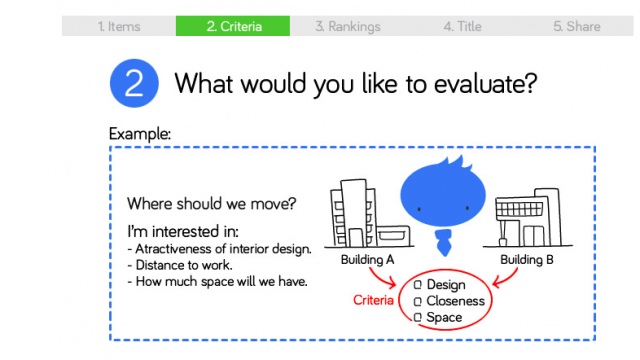 1. Items 2. Criteria 3. Rankings 4. Title 5. Share
2 What would you like to evaluate?
Example:
Where should we move?
I'm interested in:
- Atractiveness of interior design.
- Distance to work.
- How much space will we have.
Building A
Building B
Criteria
Design
Closeness
Space